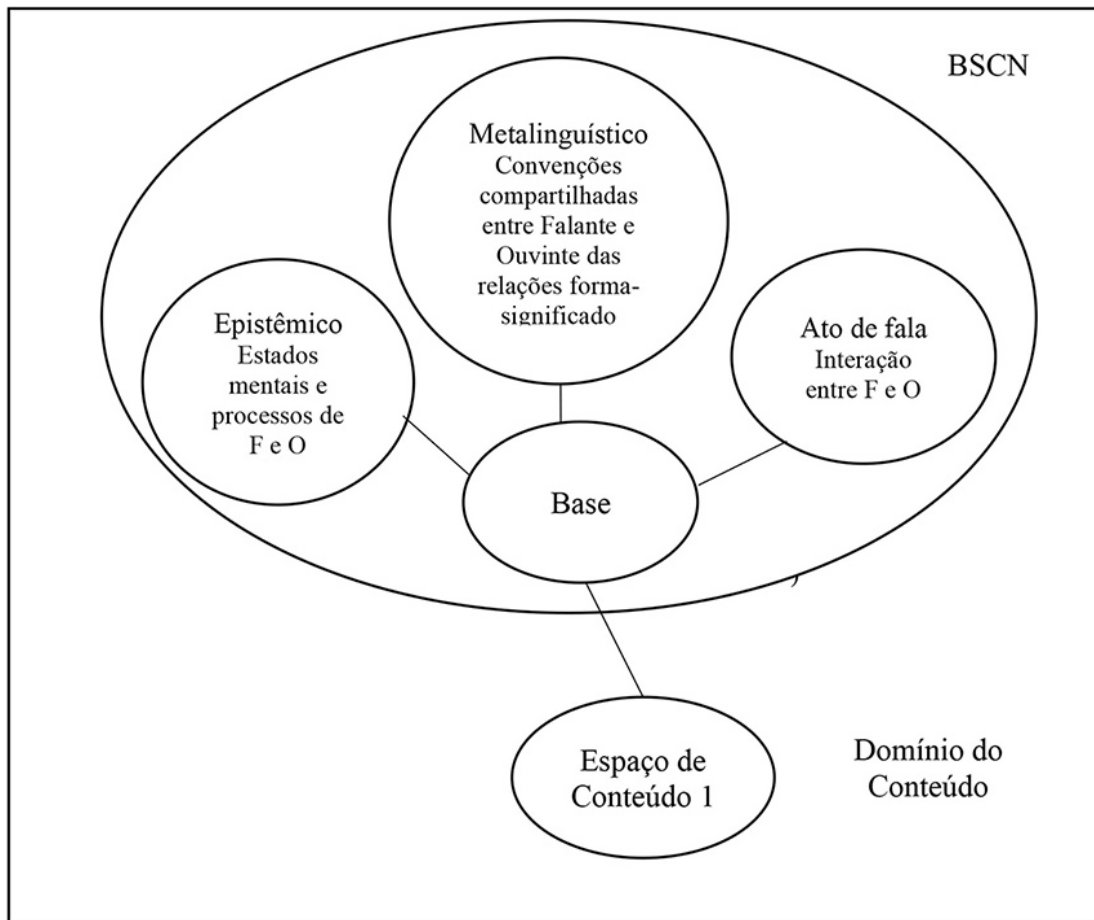 BSCN
Metalinguístico
Convenções
compartilhadas
entre Falante e
Ouvinte das
relações forma-
significado
Epistêmico
Estados
mentais e
processos de
F e O
Ato de fala
Interação
entre F e O
Base
)
Espaço de
Conteúdo 1
Domínio do
Conteúdo